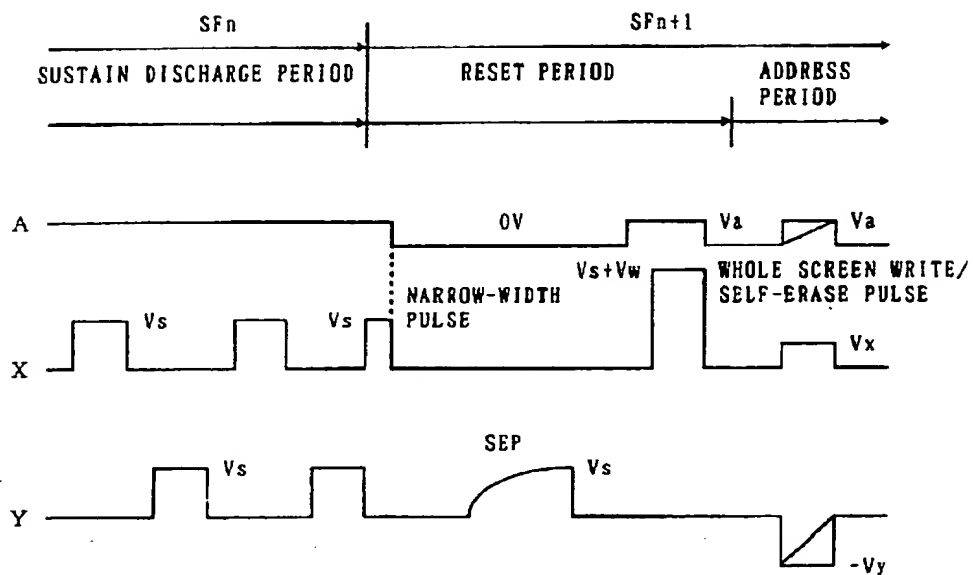 SFn
SFn+1
SUSTAIN DISCHARGE PERIOD
RESET PERIOD
ADDRESS
PERIOD
A
0V
Va
Va
Vs+Vw
WHOLE SCREEN WRITE/
SELF-ERASE PULSE
NARROW-WIDTH
PULSE
Vs
Vs
Vx
X
SEP
Vs
Vs
Y
-Vy